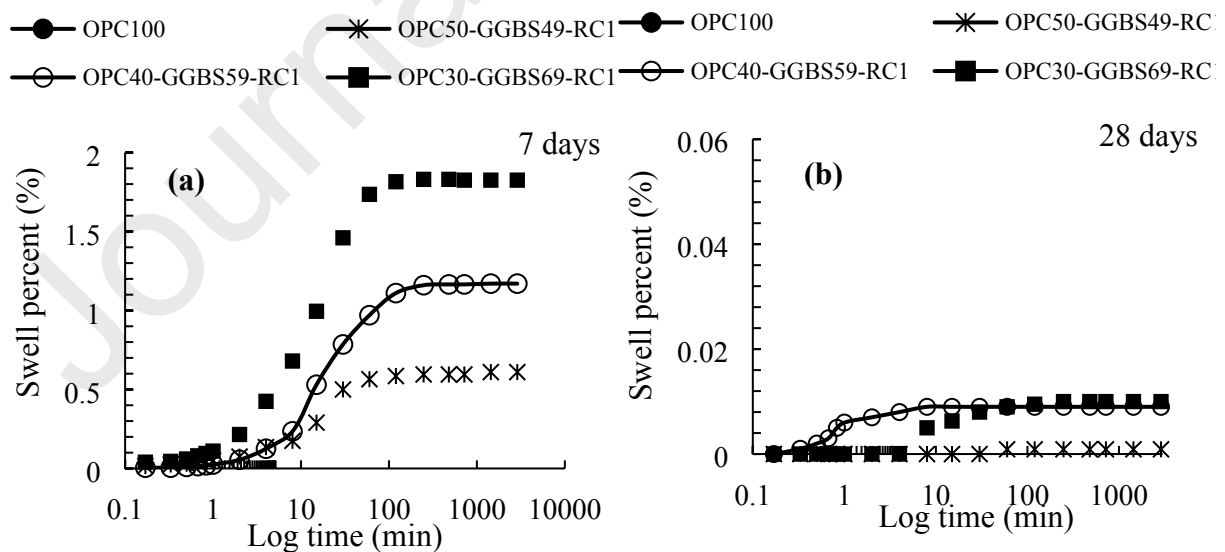 OPC100 OPC50-GGBS49-RC1 OPC100 OPC50-GGBS49-RC1
OPC40-GGBS59-RC1 OPC30-GGBS69-RC1 OPC40-GGBS59-RC1 OPC30-GGBS69-RC1
7 days
(a)
Swell percent (%)
2
1.5
1
0.5
0
0.1 1 10 100 1000 10000
Log time (min)
28 days
(b)
Swell percent (%)
0.06
0.04
0.02
0
0.1 1 10 100 1000
Log time (min)
Journa